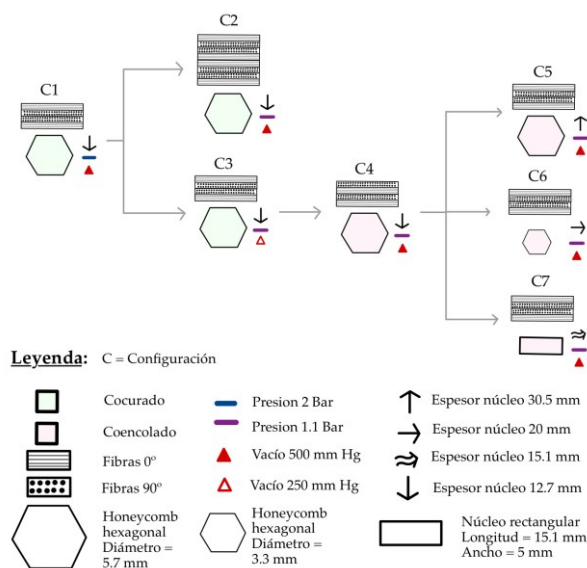 C2
C1
C5
C3
C4
C6
C7
Leyenda: C = Configuración
Cocurado
Coencolado
Fibras 0º
Fibras 90º
Honeycomb
hexagonal
Diámetro =
5.7 mm
Presion 2 Bar
Presion 1.1 Bar
Vacío 500 mm Hg
Vacío 250 mm Hg
Honeycomb
hexagonal
Diámetro =
3.3 mm
Espesor núcleo 30.5 mm
Espesor núcleo 20 mm
Espesor núcleo 15.1 mm
Espesor núcleo 12.7 mm
Núcleo rectangular
Longitud = 15.1 mm
Ancho = 5 mm